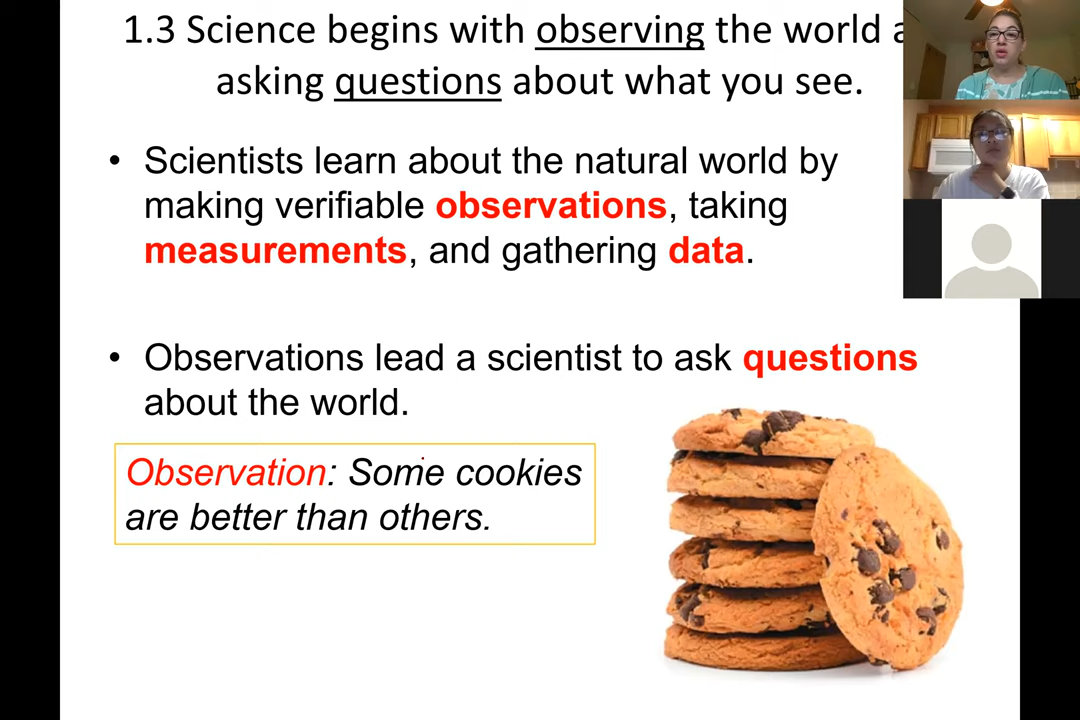 1.3 Science begins with observing the world
asking questions about what you see.
• Scientists learn about the natural world by
making verifiable observations, taking
measurements, and gathering data.
• Observations lead a scientist to ask questions
about the world.
Observation: Some cookies
are better than others.